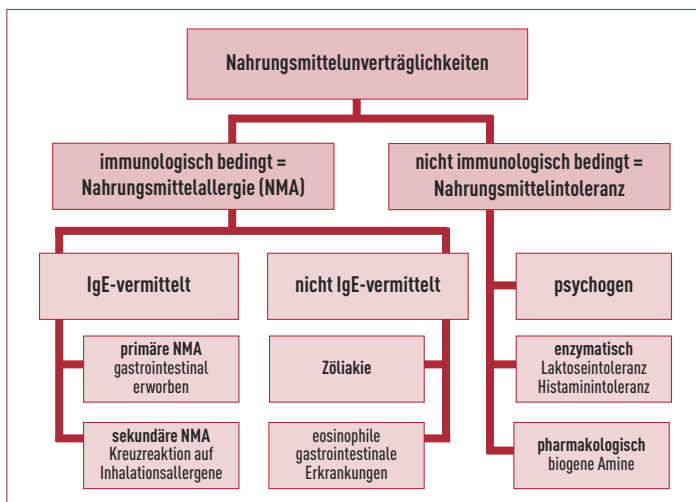 Nahrungsmittelunverträglichkeiten
immunologisch bedingt =
Nahrungsmittelallergie (NMA)
nicht immunologisch bedingt =
Nahrungsmittelintoleranz
IgE-vermittelt
nicht IgE-vermittelt
psychogen
primäre NMA
gastrointestinal
erworben
Zöliakie
enzymatisch
Laktoseintoleranz
Histaminintoleranz
sekundäre NMA
Kreuzreaktion auf
Inhalationsallergene
eosinophile
gastrointestinale
Erkrankungen
pharmakologisch
biogene Amine